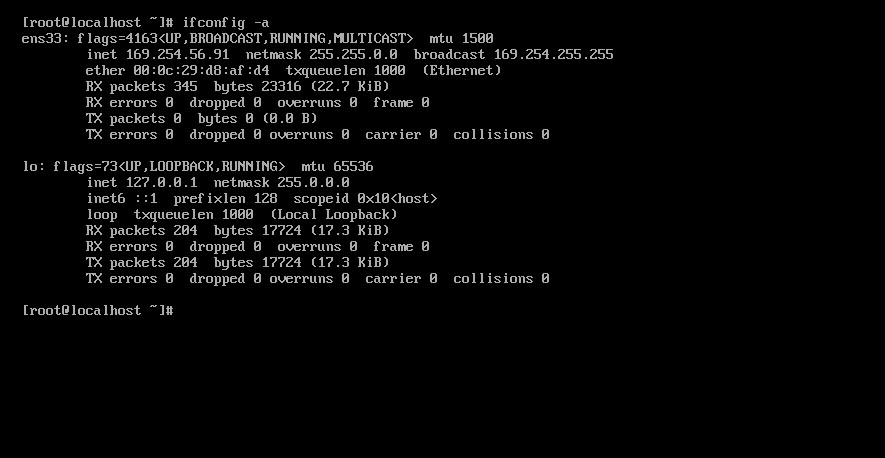 [root@localhost ~]# ifconfig -a
ens33: flags=4163<UP,BROADCAST,RUNNING,MULTICAST>  mtu 1500
        inet 169.254.56.91  netmask 255.255.0.0  broadcast 169.254.255.255
        ether 00:0c:29:d8:af:d4  txqueuelen 1000  (Ethernet)
        RX packets 345  bytes 23316 (22.7 KiB)
        RX errors 0  dropped 0  overruns 0  frame 0
        TX packets 0  bytes 0 (0.0 B)
        TX errors 0  dropped 0 overruns 0  carrier 0  collisions 0

lo: flags=73<UP,LOOPBACK,RUNNING>  mtu 65536
        inet 127.0.0.1  netmask 255.0.0.0
        inet6 ::1  prefixlen 128  scopeid 0x10<host>
        loop  txqueuelen 1000  (Local Loopback)
        RX packets 204  bytes 17724 (17.3 KiB)
        RX errors 0  dropped 0  overruns 0  frame 0
        TX packets 204  bytes 17724 (17.3 KiB)
        TX errors 0  dropped 0 overruns 0  carrier 0  collisions 0

[root@localhost ~]#